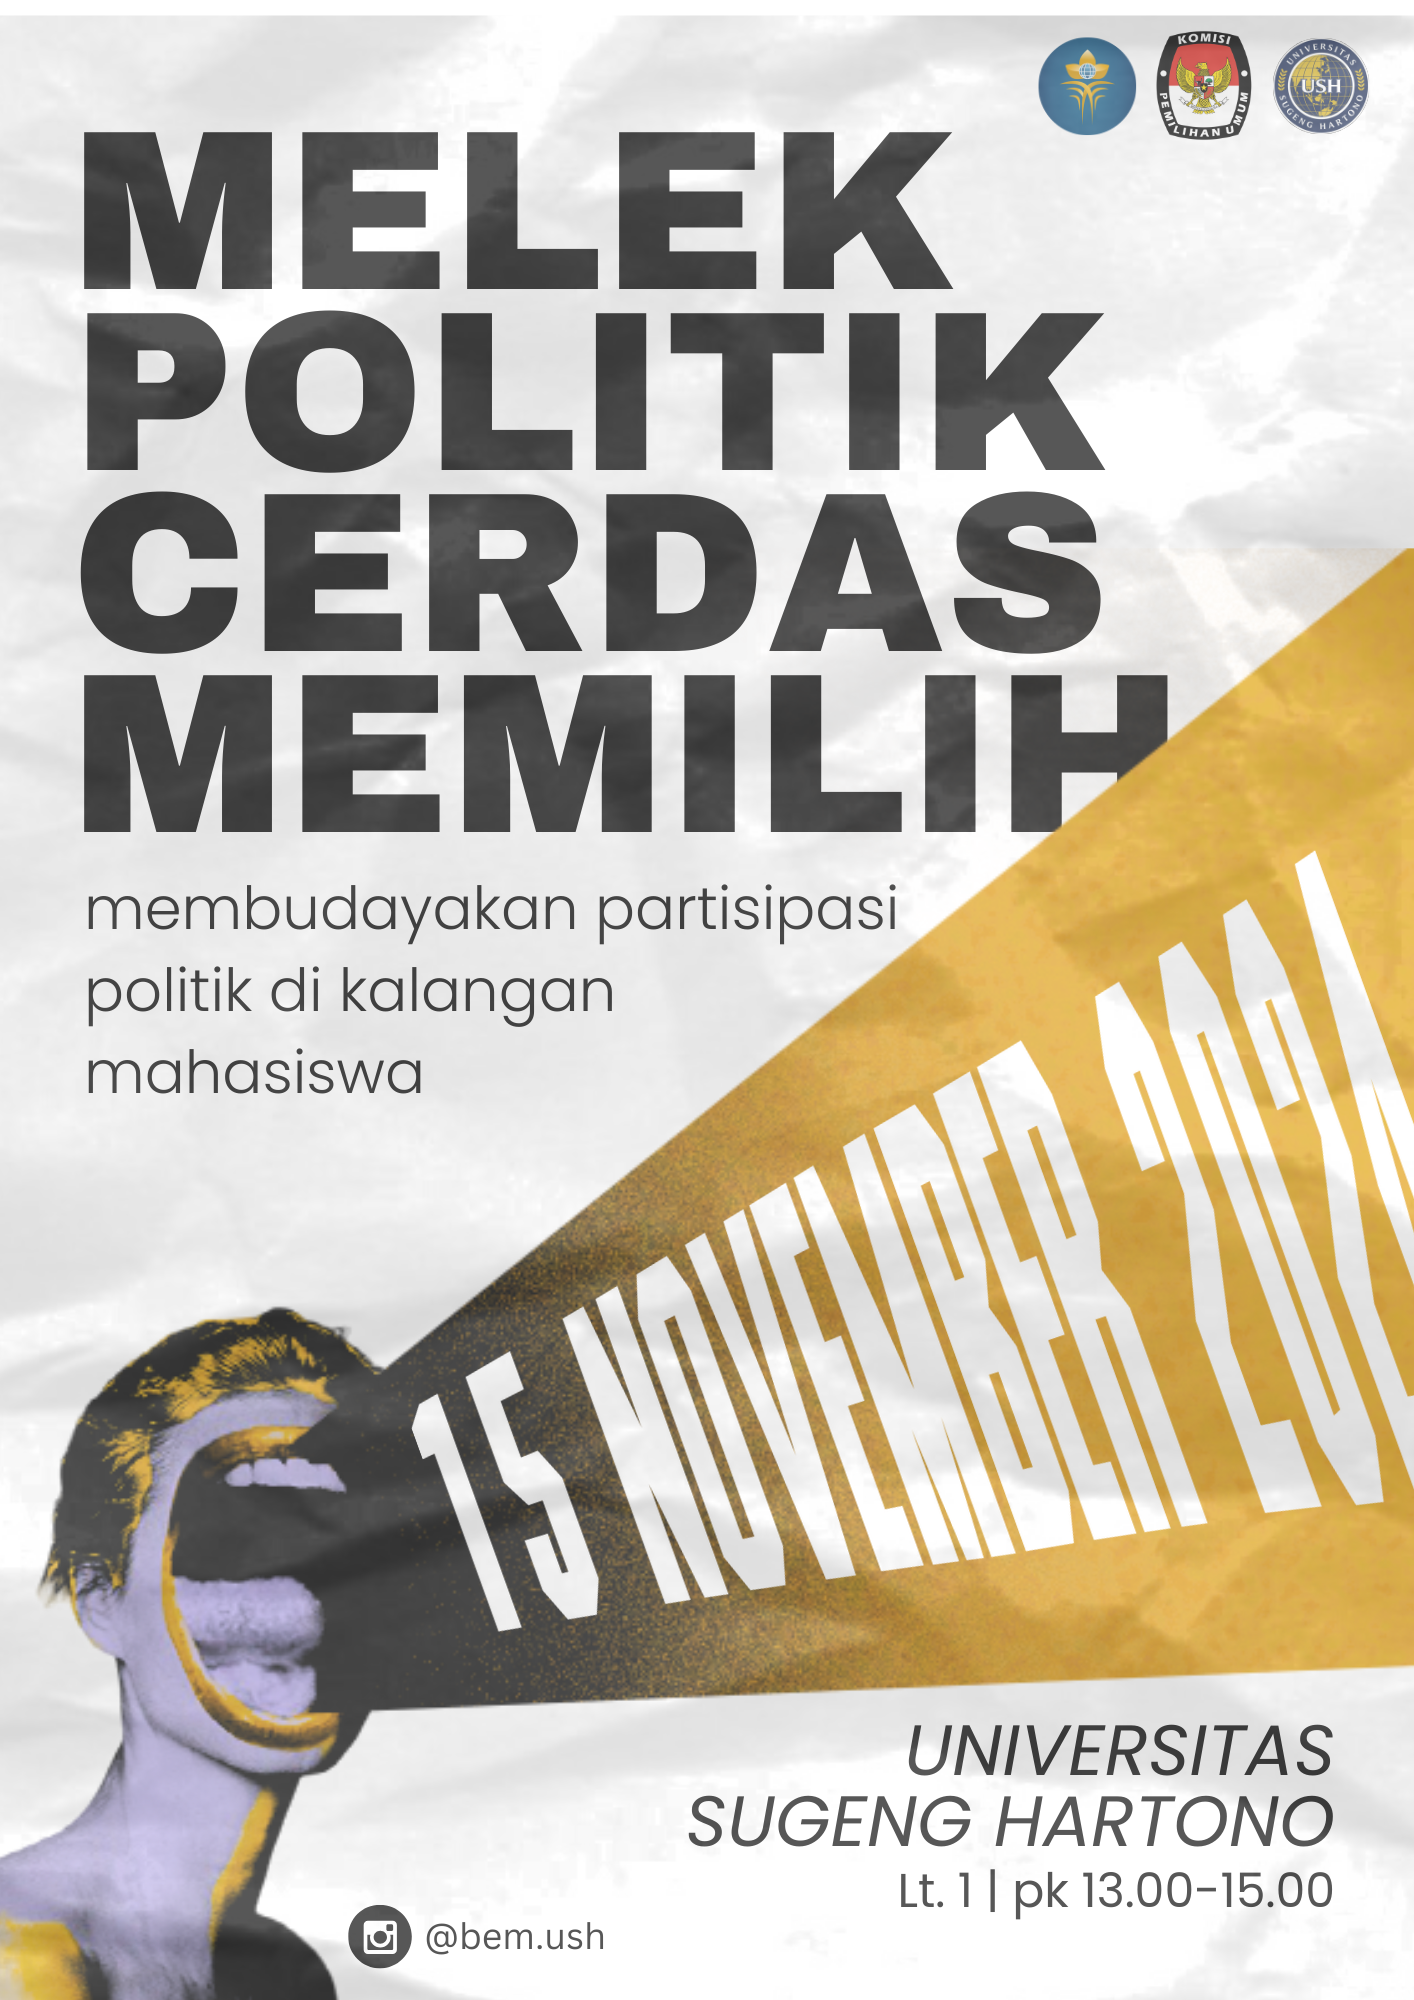 KOMISI
PEMILIHAN UMUM
UNIVERSITAS
USH
SUGENG HARTONO
MELEK
POLITIK
CERDAS
MEMILIH
membudayakan partisipasi
politik di kalangan
mahasiswa
15 NOVEMBER 2024
UNIVERSITAS
SUGENG HARTONO
Lt. 1 | pk 13.00-15.00
@bem.ush